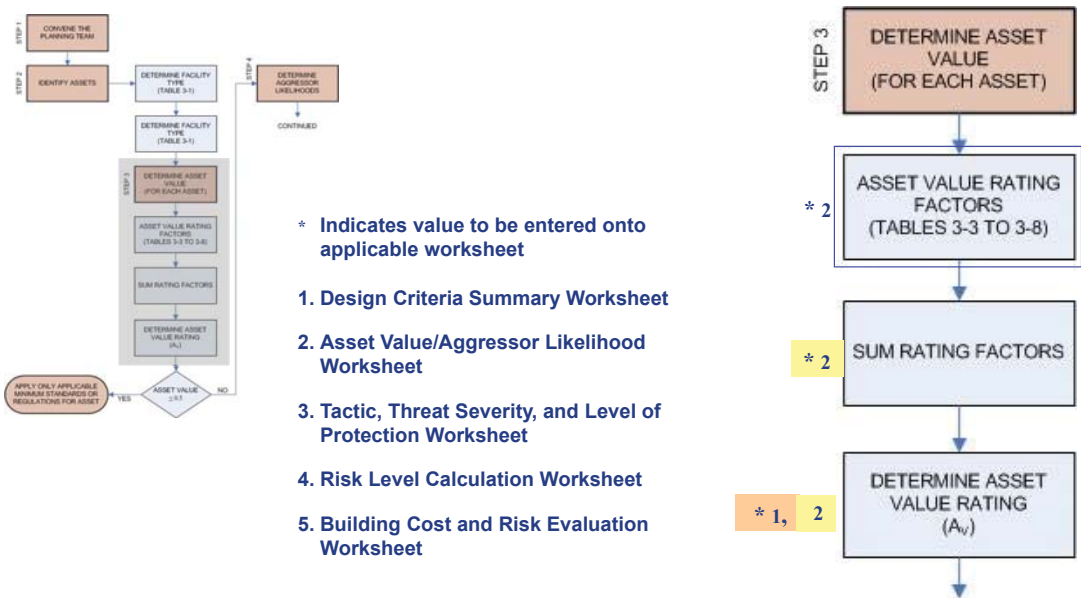 STEP 1
CONVENE THE
PLANNING TEAM
STEP 2
IDENTIFY ASSETS
DETERMINE FACILITY
TYPE
(TABLE 3-1)
DETERMINE FACILITY
TYPE
(TABLE 3-1)
STEP 3
DETERMINE ASSET
VALUE
(FOR EACH ASSET)
ASSET VALUE RATING
FACTORS
(TABLES 3-3 TO 3-8)
SUM RATING FACTORS
DETERMINE ASSET
VALUE RATING
(Av)
ASSET VALUE
YES
NO
APPLY ONLY APPLICABLE
MINIMUM STANDARDS OR
REGULATIONS FOR ASSET
STEP 4
DETERMINE
AGGRESSOR
LIKELIHOODS
CONTINUED
* Indicates value to be entered onto
applicable worksheet
1. Design Criteria Summary Worksheet
2. Asset Value/Aggressor Likelihood
Worksheet
3. Tactic, Threat Severity, and Level of
Protection Worksheet
4. Risk Level Calculation Worksheet
5. Building Cost and Risk Evaluation
Worksheet
STEP 3
DETERMINE ASSET
VALUE
(FOR EACH ASSET)
* 2
ASSET VALUE RATING
FACTORS
(TABLES 3-3 TO 3-8)
* 2
SUM RATING FACTORS
* 1, 2
DETERMINE ASSET
VALUE RATING
(Av)